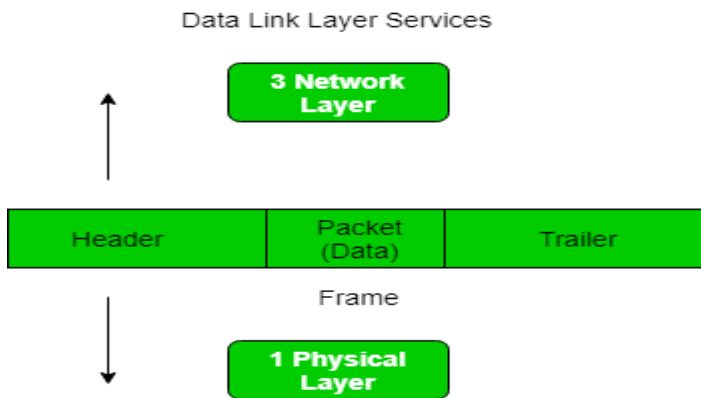 Data Link Layer Services
3 Network
Layer
Header
Packet
(Data)
Trailer
Frame
1 Physical
Layer